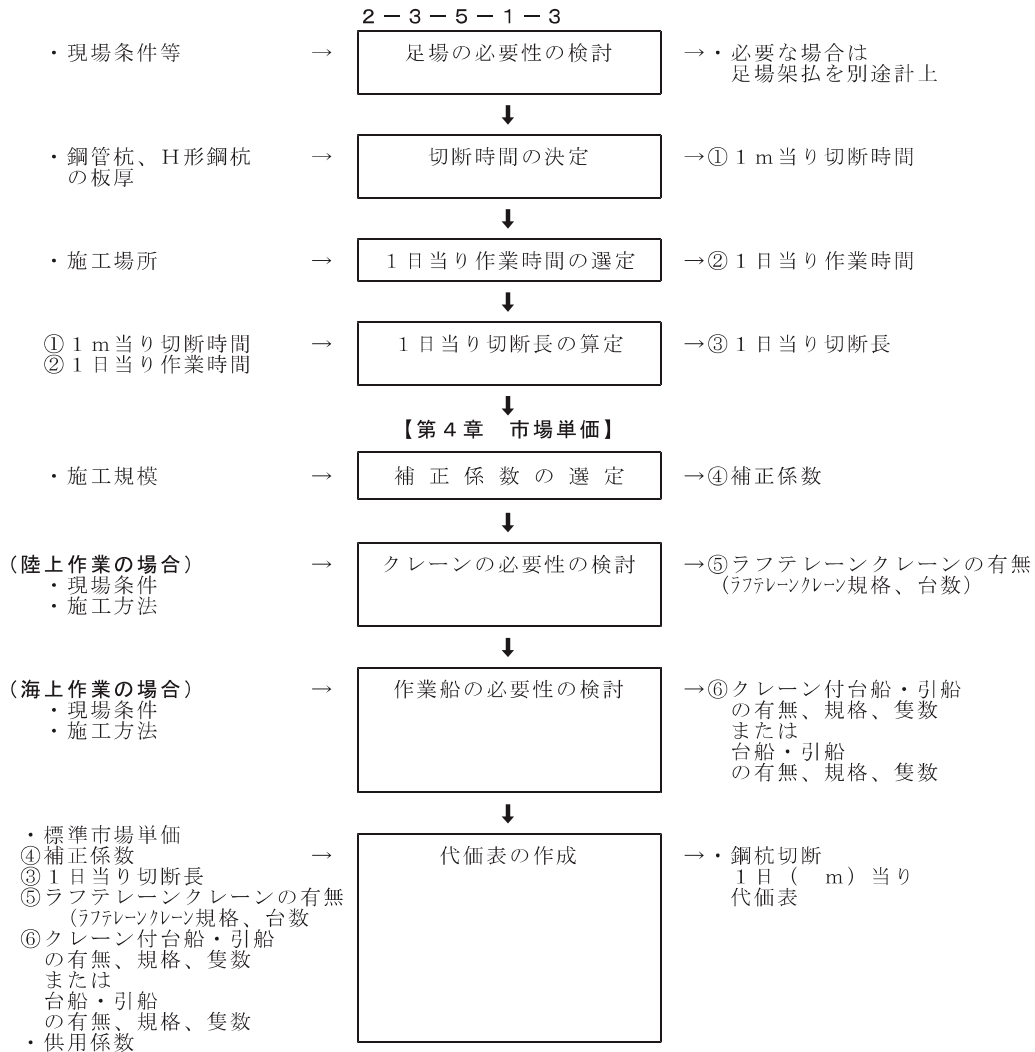 ２－３－５－１－３
・現場条件等 → 足場の必要性の検討 →・必要な場合は
足場架払を別途計上
⬇
・鋼管杭、Ｈ形鋼杭 → 切断時間の決定 →①１ｍ当り切断時間
の板厚
⬇
・施工場所 → １日当り作業時間の選定 →②１日当り作業時間
⬇
①１ｍ当り切断時間 → １日当り切断長の算定 →③１日当り切断長
②１日当り作業時間
⬇
【第４章　市場単価】
・施工規模 → 補正係数の選定 →④補正係数
⬇
(陸上作業の場合) → クレーンの必要性の検討 →⑤ラフテレーンクレーンの有無
・現場条件 (ﾗﾌﾃﾚｰﾝｸﾚｰﾝ規格、台数)
・施工方法
⬇
(海上作業の場合) → 作業船の必要性の検討 →⑥クレーン付台船・引船
・現場条件 の有無、規格、隻数
・施工方法 または
台船・引船
の有無、規格、隻数
⬇
・標準市場単価
④補正係数 → 代価表の作成 →・鋼杭切断
③１日当り切断長 １日（　ｍ）当り
⑤ラフテレーンクレーンの有無 代価表
(ﾗﾌﾃﾚｰﾝｸﾚｰﾝ規格、台数
⑥クレーン付台船・引船
の有無、規格、隻数
または
台船・引船
の有無、規格、隻数
・供用係数